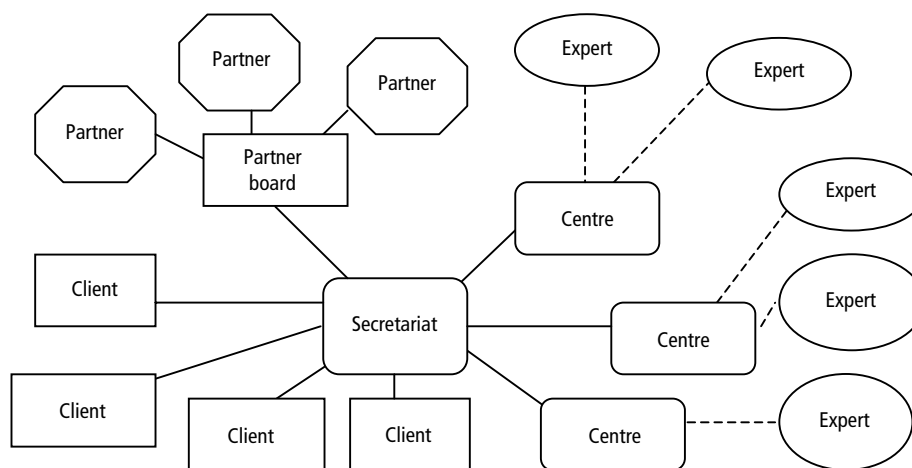 Expert
Partner
Partner
Expert
Partner
Partner
board
Expert
Centre
Client
Expert
Secretariat
Centre
Client
Client
Client
Centre
Expert